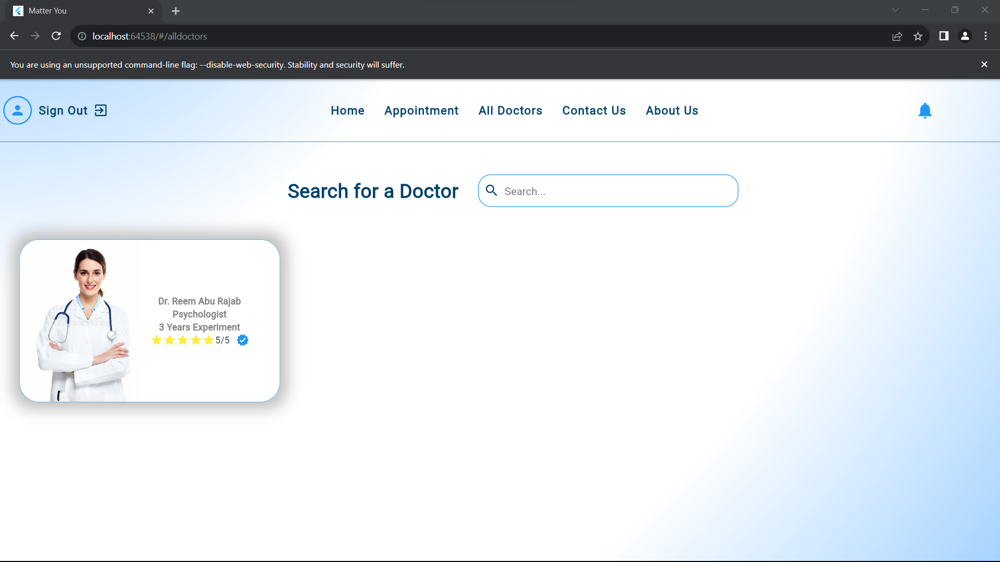 Matter You
localhost:64538/#/alldoctors
You are using an unsupported command-line flag: --disable-web-security. Stability and security will suffer.
Sign Out
Home
Appointment
All Doctors
Contact Us
About Us
Search for a Doctor
Search...
Dr. Reem Abu Rajab
Psychologist
3 Years Experiment
5/5